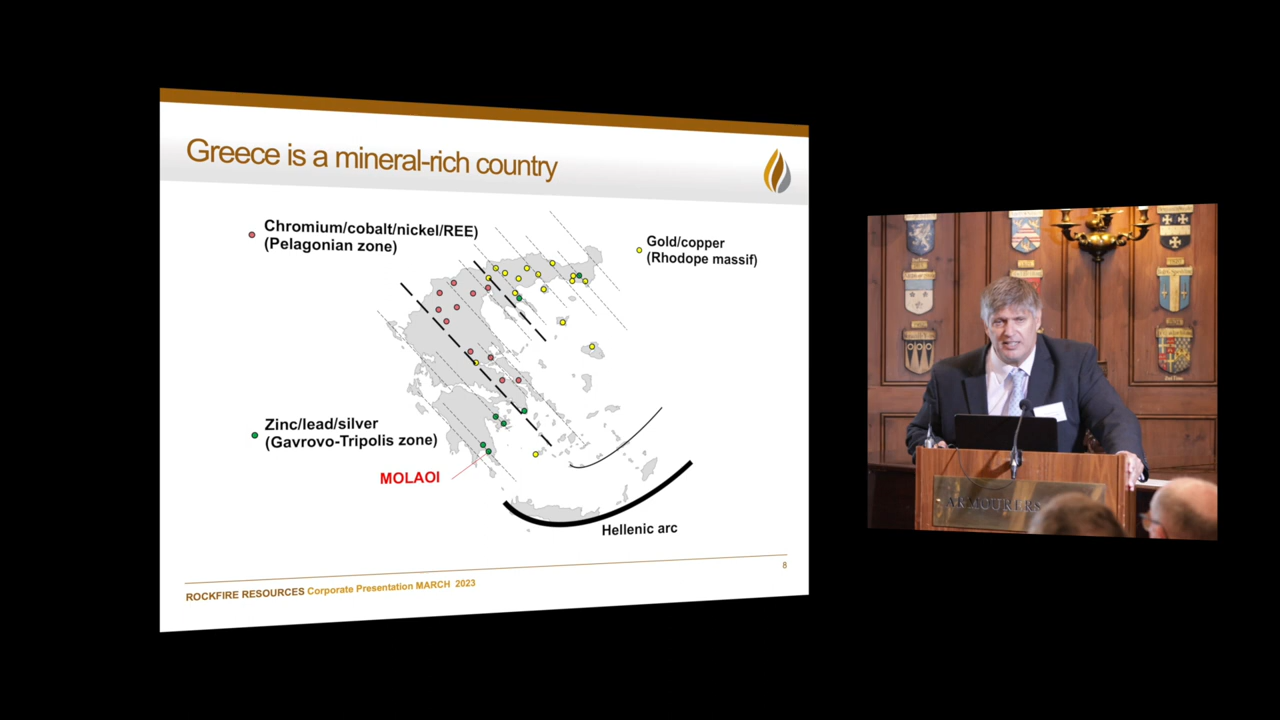 Greece is a mineral-rich country
Chromium/cobalt/nickel/REE)
(Pelagonian zone)
Gold/copper
(Rhodope massif)
Zinc/lead/silver
(Gavrovo-Tripolis zone)
MOLAOI
Hellenic arc
8
ROCKFIRE RESOURCES Corporate Presentation MARCH 2023
ARMOURERS